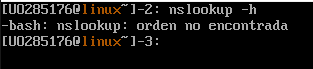 [UO285176@linux~]-2: nslookup -h
-bash: nslookup: orden no encontrada
[UO285176@linux~]-3: